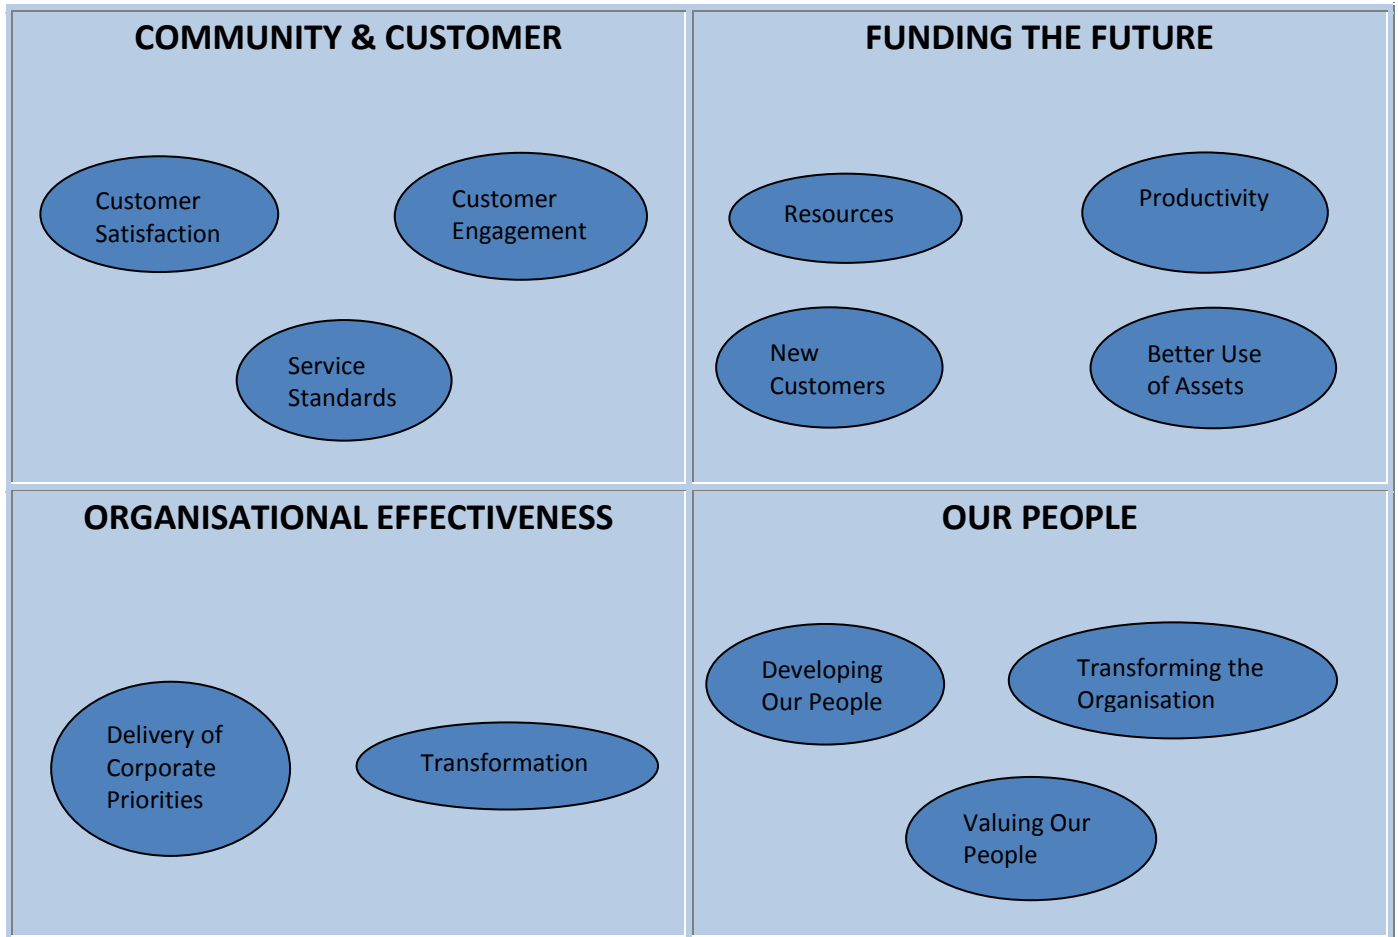 COMMUNITY & CUSTOMER
Customer
Satisfaction
Customer
Engagement
Service
Standards
FUNDING THE FUTURE
Resources
Productivity
New
Customers
Better Use
of Assets
ORGANISATIONAL EFFECTIVENESS
Delivery of
Corporate
Priorities
Transformation
OUR PEOPLE
Developing
Our People
Transforming the
Organisation
Valuing Our
People